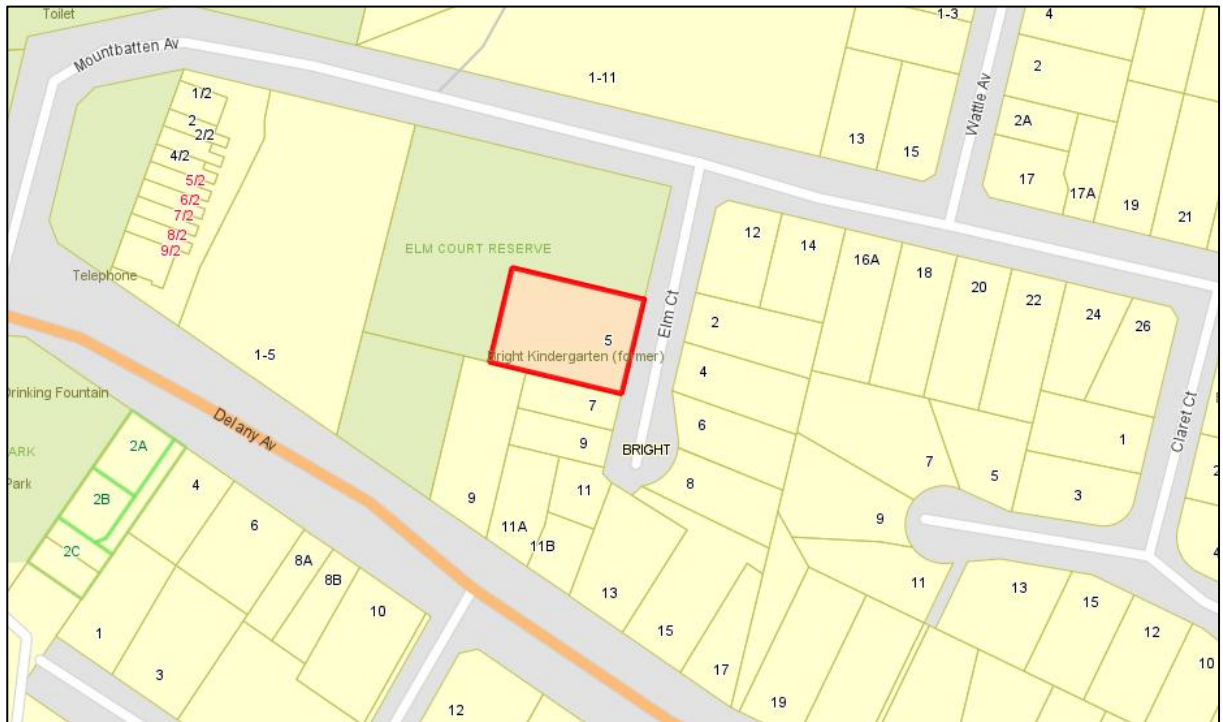 Toilet
1-3
4
Mountbatten Av
2
1-11
Wattle Av
1/2
2
2/2
2A
13
15
4/2
17
17A
19
21
5/2
6/2
7/2
8/2
9/2
ELM COURT RESERVE
12
14
16A
18
20
22
24
26
Telephone
Elm Ct
2
5
Bright Kindergarten (former)
1-5
4
Drinking Fountain
7
6
1
Claret Ct
Delany Av
9
BRIGHT
7
5
2A
ARK
Park
8
3
2B
4
9
11
9
6
11A
11B
2C
8A
8B
11
13
15
10
13
12
1
15
10
3
17
19
12